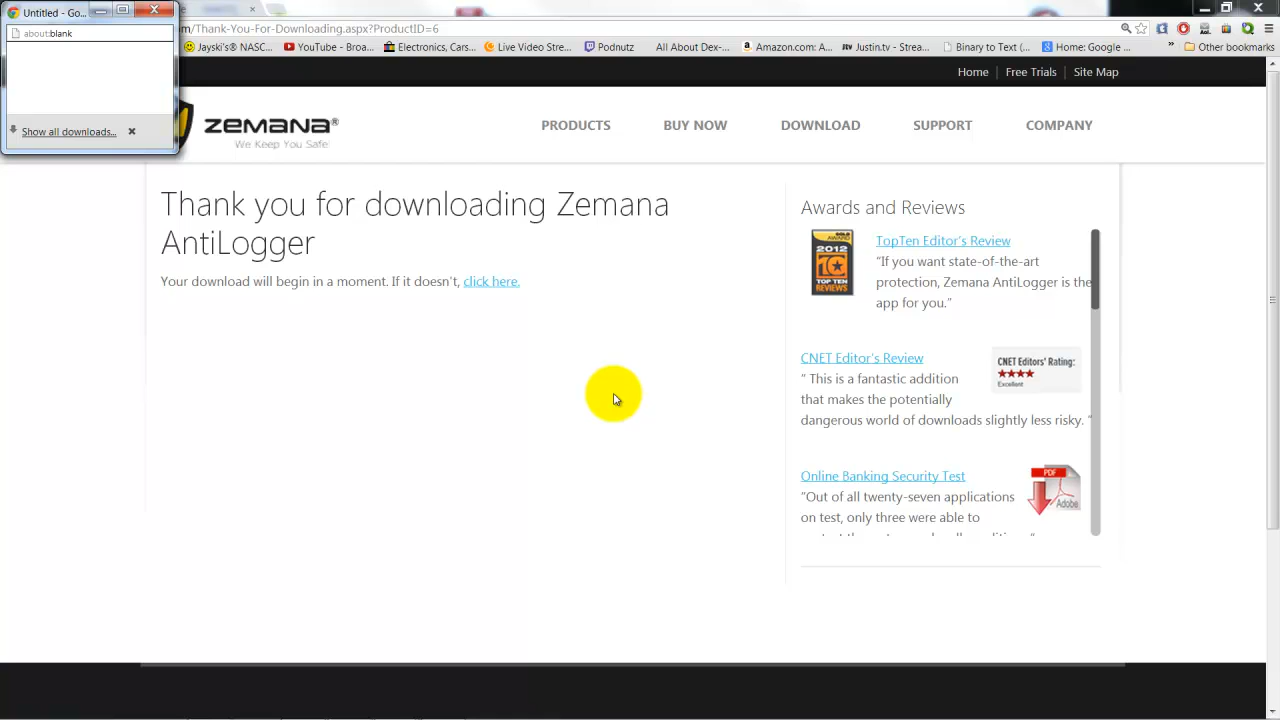 Untitled - Go...
about:blank
Show all downloads...
m/Thank-You-For-Downloading.aspx?ProductID=6
Jayski's® NASC...
YouTube - Broa...
Electronics, Cars...
Live Video Stre...
Podnutz
All About Dex-...
Amazon.com: A...
Justin.tv - Strea...
Binary to Text (...
Home: Google ...
»
Other bookmarks
Home | Free Trials | Site Map
ZEMANA®
We Keep You Safe!
PRODUCTS
BUY NOW
DOWNLOAD
SUPPORT
COMPANY
Thank you for downloading Zemana
AntiLogger
Your download will begin in a moment. If it doesn't, click here.
Awards and Reviews
GOLD
AWARD
2012
10
TOP TEN
REVIEWS
TopTen Editor's Review
"If you want state-of-the-art
protection, Zemana AntiLogger is the
app for you."
CNET Editor's Review
CNET Editors' Rating:
★★★★
Excellent
" This is a fantastic addition
that makes the potentially
dangerous world of downloads slightly less risky. "
Online Banking Security Test
PDF
Adobe
"Out of all twenty-seven applications
on test, only three were able to